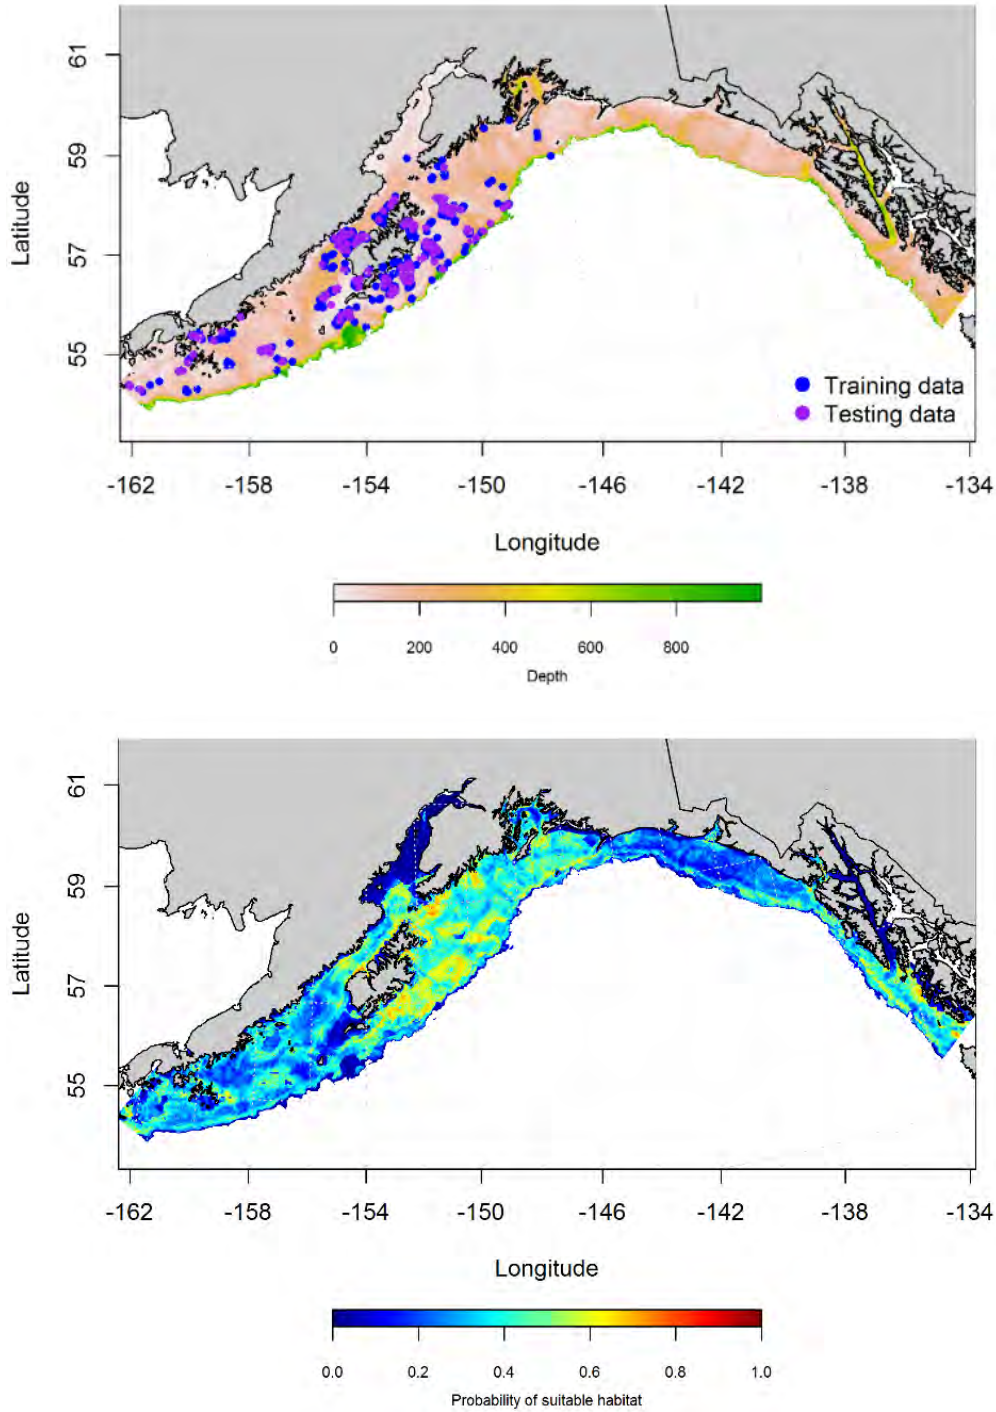 61
59
57
55
Latitude
Training data
Testing data
-162 -158 -154 -150 -146 -142 -138 -134
Longitude
0 200 400 600 800
Depth
61
59
57
55
Latitude
-162 -158 -154 -150 -146 -142 -138 -134
Longitude
0.0 0.2 0.4 0.6 0.8 1.0
Probability of suitable habitat